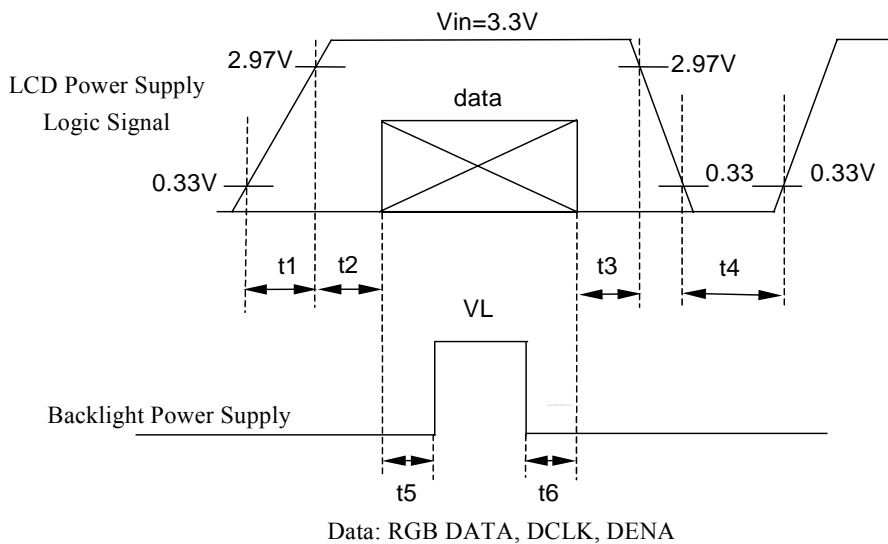 Vin=3.3V
2.97V
2.97V
LCD Power Supply
Logic Signal
data
0.33V
0.33
0.33V
t1
t2
t3
t4
VL
Backlight Power Supply
t5
t6
Data: RGB DATA, DCLK, DENA